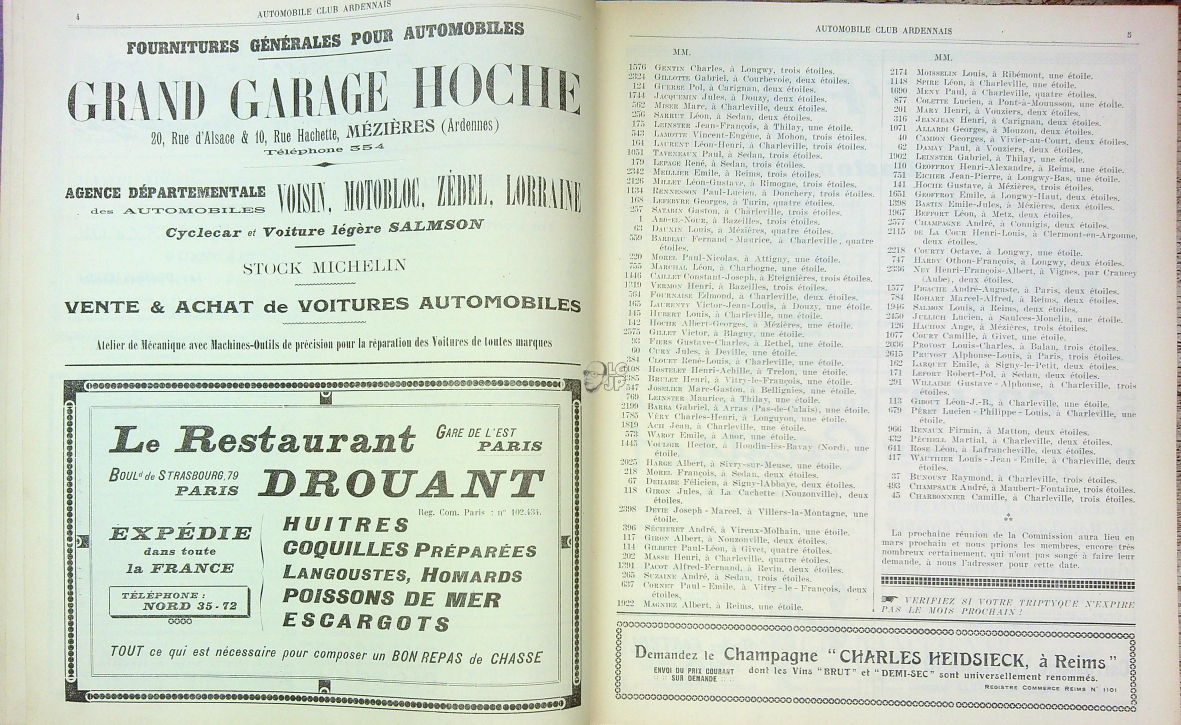 4
AUTOMOBILE CLUB ARDENNAIS
FOURNITURES GÉNÉRALES POUR AUTOMOBILES
GRAND GARAGE HOCHE
20, Rue d'Alsace & 10, Rue Hachette, MÉZIÈRES (Ardennes)
Téléphone 354
AGENCE DÉPARTEMENTALE
des AUTOMOBILES
VOISIN, MOTOBLOC, ZÉDEL, LORRAINE
Cyclecar et Voiture légère SALMSON
STOCK MICHELIN
VENTE & ACHAT de VOITURES AUTOMOBILES
Atelier de Mécanique avec Machines-Outils de précision pour la réparation des Voitures de toutes marques
Le Restaurant
GARE DE L'EST
PARIS
BOULd de STRASBOURG, 79
PARIS
DROUANT
Reg. Com. Paris : n° 102.434.
EXPÉDIE
dans toute
la FRANCE
TÉLÉPHONE :
NORD 35-72
HUITRES
COQUILLES PRÉPARÉES
LANGOUSTES, HOMARDS
POISSONS DE MER
ESCARGOTS
TOUT ce qui est nécessaire pour composer un BON REPAS de CHASSE
AUTOMOBILE CLUB ARDENNAIS
5
MM.
1576 GENTIN Charles, à Longwy, trois étoiles.
2324 GILLOTTE Gabriel, à Courbevoie, deux étoiles.
124 GUERBE Pol, à Carignan, deux étoiles.
1744 JACQUEMIN Jules, à Douzy, deux étoiles.
562 MISER Marc, à Charleville, deux étoiles.
256 SARRUT Léon, à Sedan, deux étoiles.
175 LEINSTER Jean-François, à Thilay, une étoile.
543 LAMOTTE Vincent-Eugène, à Mohon, trois étoiles.
164 LAURENT Léon-Henri, à Charleville, trois étoiles.
1051 TAVENEAUX Paul, à Sedan, trois étoiles.
179 LEPAGE René, à Sedan, trois étoiles.
2342 MEILLIER Emile, à Reims, trois étoiles.
2126 MILLET Léon-Gustave, à Rimogne, trois étoiles.
1134 RENNESSON Paul-Lucien, à Donchery, trois étoiles.
168 LEFEBVRE Georges, à Turin, quatre étoiles.
257 SATABIN Gaston, à Charleville, trois étoiles.
1 ABD-EL-NOUR, à Bazeilles, trois étoiles.
63 DAUNIN Louis, à Mézières, quatre étoiles.
559 BARDEAU Fernand-Maurice, à Charleville, quatre
étoiles.
220 MOREL Paul-Nicolas, à Attigny, une étoile.
755 MARCHAL Léon, à Charbogne, une étoile.
1446 CAILLET Constant-Joseph, à Eteignières, trois étoiles.
1219 VERMON Henri, à Bazeilles, trois étoiles.
564 FOURNAISE Edmond, à Charleville, deux étoiles.
165 LAURENTY Victor-Jean-Louis, à Douzy, une étoile.
145 HUBERT Louis, à Charleville, une étoile.
142 HOCHE Albert-Georges, à Mézières, une étoile.
2575 GILLET Victor, à Blagny, une étoile.
93 FIERS Gustave-Charles, à Rethel, une étoile.
60 CURY Jules, à Deville, une étoile.
384 CLOUET René-Louis, à Charleville, une étoile.
HOSTELET Henri-Achille, à Trelon, une étoile.
BRULET Henri, à Vitry-le-François, une étoile.
547 JOSELIER Marc-Gaston, à Bellignies, une étoile.
769 LEINSTER Maurice, à Thilay, une étoile.
2199 BARRA Gabriel, à Arras (Pas-de-Calais), une étoile.
1785 VÉRY Charles-Henri, à Longuyon, une étoile.
1819 ACH Jean, à Charleville, une étoile.
573 WAROT Emile, à Anor, une étoile.
1445 VOULGIE Hector, à Houdin-les-Bavay (Nord), une
étoile.
2025 HARGE Albert, à Sivry-sur-Meuse, une étoile.
218 MOREL François, à Sedan, deux étoiles.
67 DEHAIBE Félicien, à Signy-l'Abbaye, deux étoiles.
118 GIRON Jules, à La Cachette (Nouzonville), deux
étoiles.
2398 DEVIE Joseph-Marcel, à Villers-la-Montagne, une
étoile.
396 SÉCHERET André, à Vireux-Molhain, une étoile.
117 GIRON Albert, à Nouzonville, deux étoiles.
114 GILBERT Paul-Léon, à Givet, quatre étoiles.
202 MASSE Henri, à Charleville, quatre étoiles.
1391 PACOT Alfred-Fernand, à Revin, deux étoiles.
265 SUZAINE André, à Sedan, trois étoiles.
637 CORNET Paul-Emile, à Vitry-le-François, deux
étoiles.
1922 MAGNIEZ Albert, à Reims, une étoile.
MM.
2174 MOISSELIN Louis, à Ribémont, une étoile.
1148 SPIRE Léon, à Charleville, une étoile.
1690 MENY Paul, à Charleville, quatre étoiles.
877 COLETTE Lucien, à Pont-à-Mousson, une étoile.
201 MARY Henri, à Vouziers, deux étoiles.
316 JEANJEAN Henri, à Carignan, deux étoiles.
1071 ALLARDI Georges, à Mouzon, deux étoiles.
40 CAMION Georges, à Vivier-au-Court, deux étoiles.
62 DAMAY Paul, à Vouziers, deux étoiles.
1902 LEINSTER Gabriel, à Thilay, une étoile.
110 GEOFFROY Henri-Alexandre, à Reims, une étoile.
751 EICHER Jean-Pierre, à Longwy-Bas, une étoile.
141 HOCHE Gustave, à Mézières, trois étoiles.
1051 GEOFFROY Emile, à Longwy-Haut, deux étoiles.
1398 BASTIN Emile-Jules, à Mézières, deux étoiles.
1967 BEFFORT Léon, à Metz, deux étoiles.
2577 CHAMPAGNE André, à Connigis, deux étoiles.
2115 DE LA COUR Henri-Louis, à Clermont-en-Argonne,
deux étoiles.
2218 COURTY Octave, à Longwy, une étoile.
747 HARDY Othon-François, à Longwy, deux étoiles.
2336 NEY Henri-François-Albert, à Vignes, par Crancey
(Aube), deux étoiles.
1577 PIGACHE André-Auguste, à Paris, deux étoiles.
784 ROHART Marcel-Alfred, à Reims, deux étoiles.
1946 SALMON Louis, à Reims, deux étoiles.
2450 JULLICH Lucien, à Saulces-Monclin, une étoile.
126 HACHON Ange, à Mézières, trois étoiles.
1077 COURT Camille, à Givet, une étoile.
2036 PROVOST Louis-Charles, à Balan, trois étoiles.
2615 PRUVOST Alphonse-Louis, à Paris, trois étoiles.
162 LARQUET Emile, à Signy-le-Petit, deux étoiles.
171 LEFORT Robert-Pol, à Sedan, deux étoiles.
291 WILLAIME Gustave-Alphonse, à Charleville, trois
étoiles.
113 GIBOUT Léon-J.-B., à Charleville, une étoile.
679 PÉRET Lucien-Philippe-Louis, à Charleville, une
étoile.
966 RENAUX Firmin, à Matton, deux étoiles.
432 PÉCHELL Martial, à Charleville, deux étoiles.
611 ROSE Léon, à Lafrancheville, deux étoiles.
417 WAUTHIER Louis-Jean-Emile, à Charleville, deux
étoiles.
37 BUNOUST Raymond, à Charleville, trois étoiles.
493 CHAMPSAUR André, à Maubert-Fontaine, trois étoiles.
45 CHARBONNIER Camille, à Charleville, trois étoiles.
La prochaine réunion de la Commission aura lieu en
mars prochain et nous prions les membres, encore très
nombreux certainement, qui n'ont pas songé à faire leur
demande, à nous l'adresser pour cette date.
VERIFIEZ SI VOTRE TRIPTYQUE N'EXPIRE
PAS LE MOIS PROCHAIN !
Demandez le Champagne "CHARLES HEIDSIECK, à Reims"
ENVOI DU PRIX COURANT
SUR DEMANDE
dont les Vins "BRUT" et "DEMI-SEC" sont universellement renommés.
REGISTRE COMMERCE REIMS N° 1101